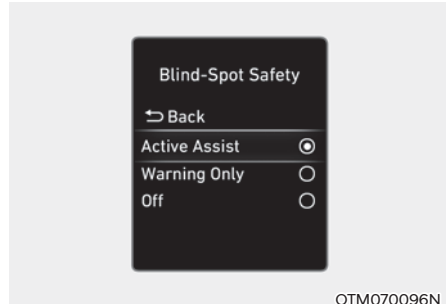 Blind-Spot Safety
Back
Active Assist
Warning Only
Off
OTM070096N